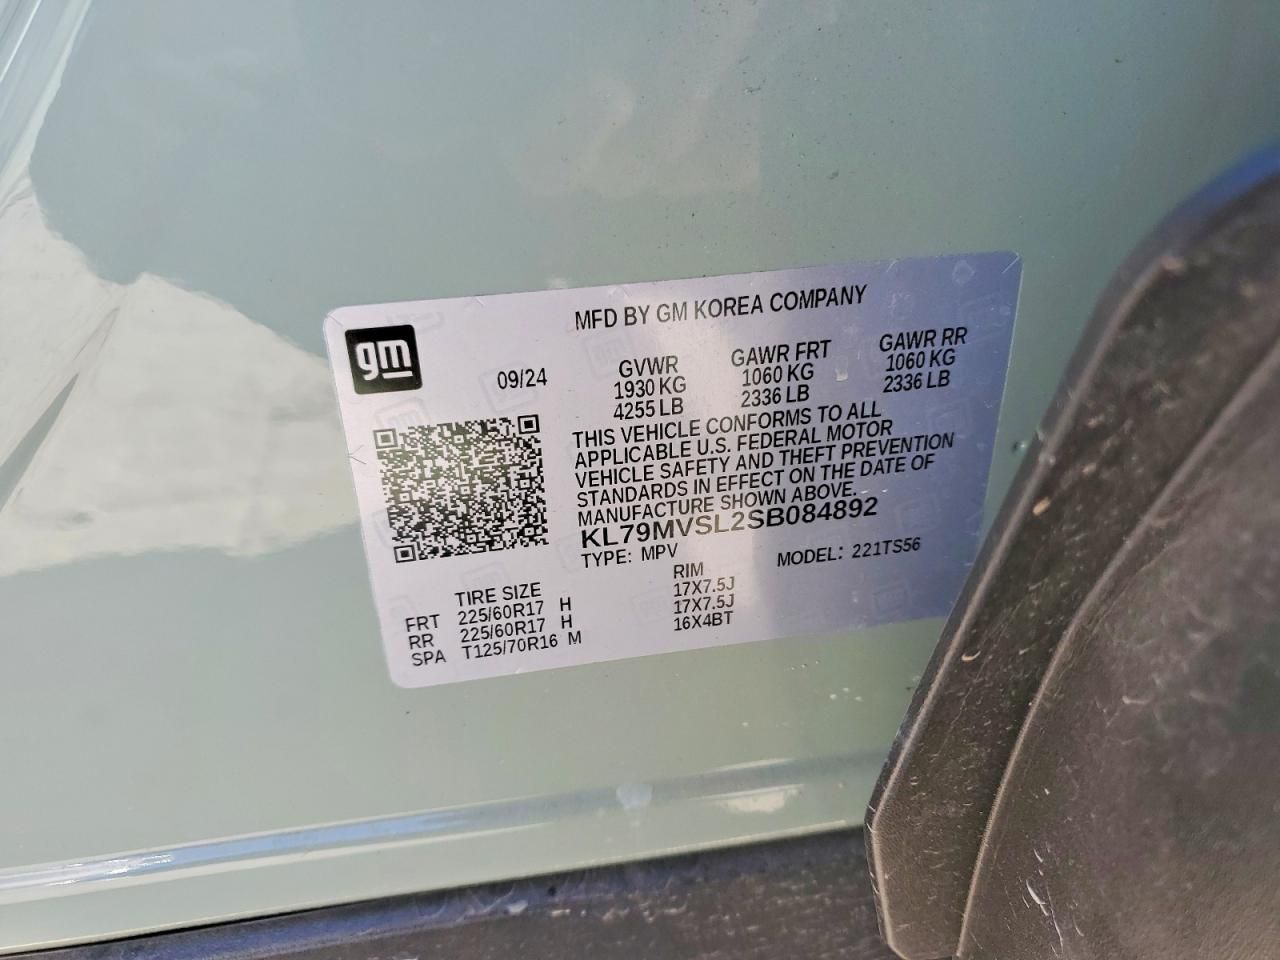 MFD BY GM KOREA COMPANY
gm
09/24
GVWR GAWR FRT GAWR RR
1930 KG 1060 KG 1060 KG
4255 LB 2336 LB 2336 LB
THIS VEHICLE CONFORMS TO ALL
APPLICABLE U.S. FEDERAL MOTOR
VEHICLE SAFETY AND THEFT PREVENTION
STANDARDS IN EFFECT ON THE DATE OF
MANUFACTURE SHOWN ABOVE.
KL79MVSL2SB084892
TYPE: MPV MODEL: 221TS56
TIRE SIZE RIM
FRT 225/60R17 H 17X7.5J
RR 225/60R17 H 17X7.5J
SPA T125/70R16 M 16X4BT